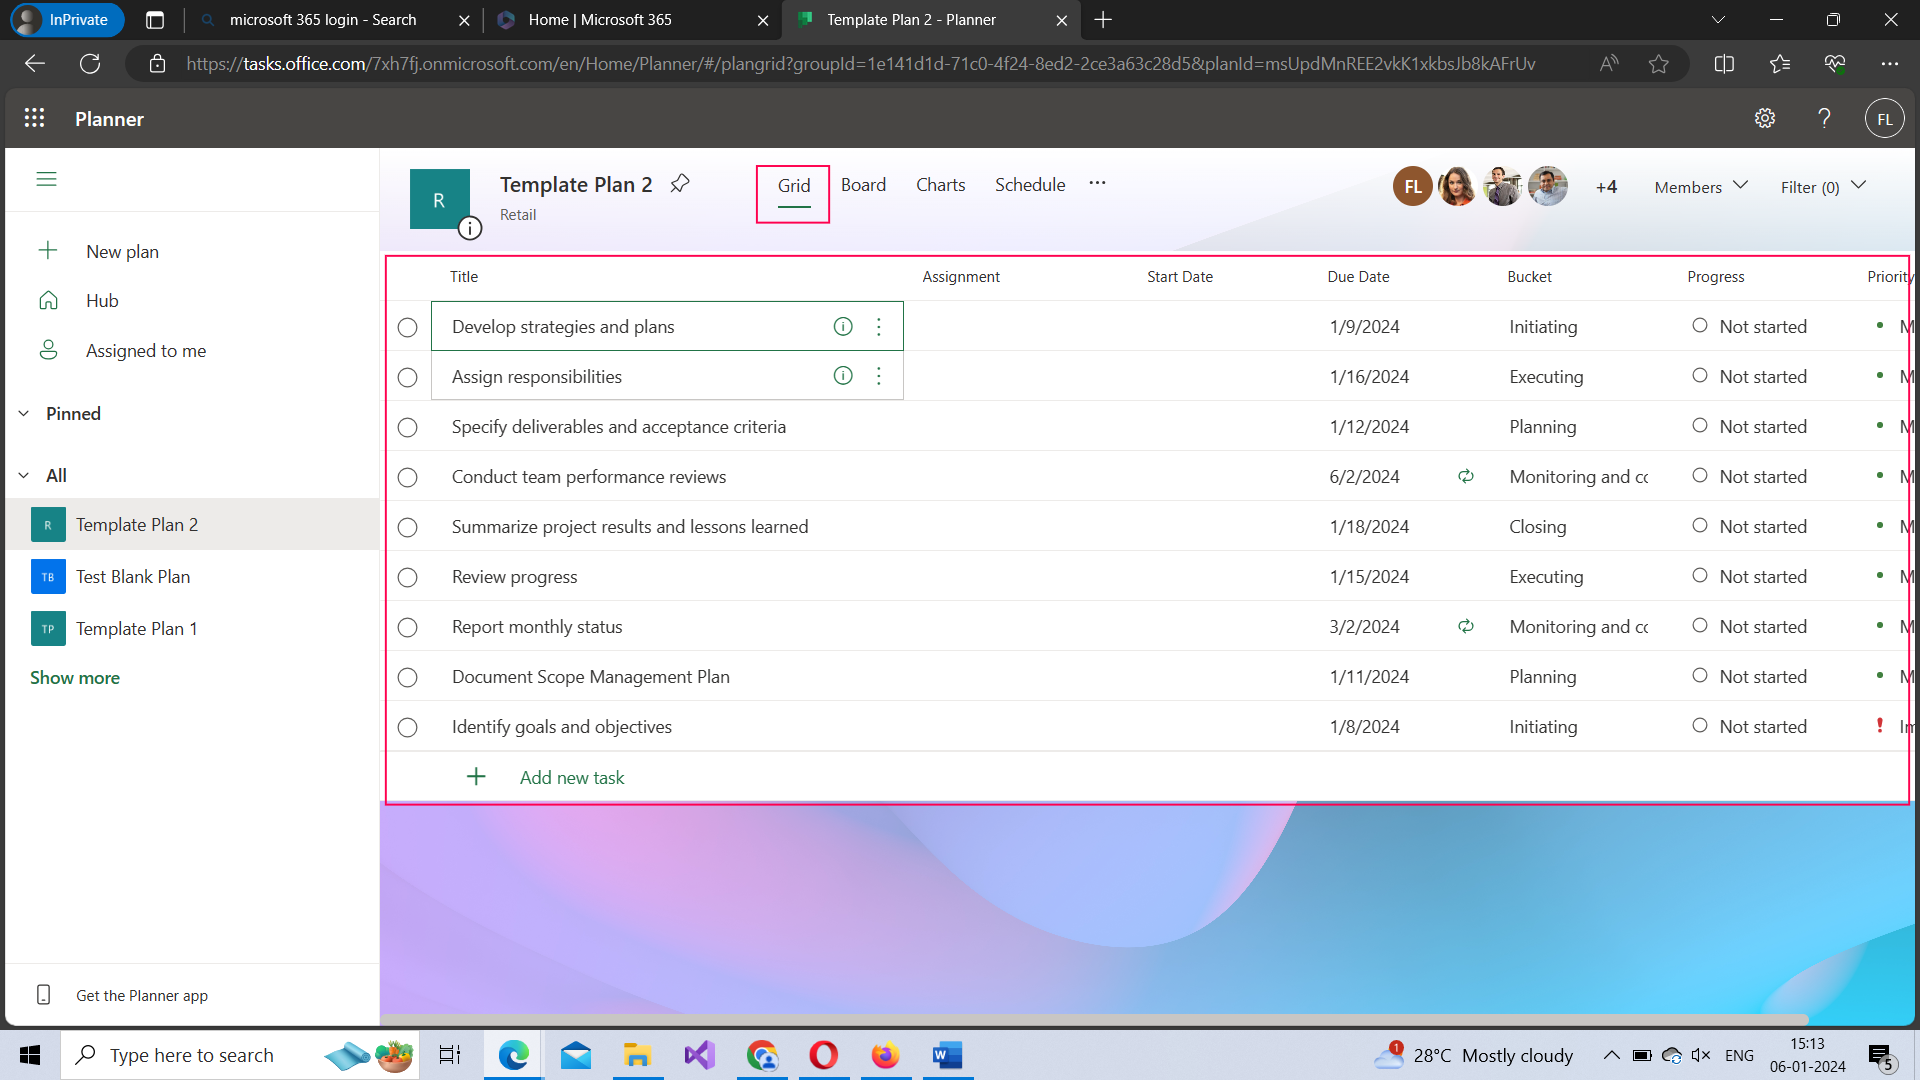 InPrivate
microsoft 365 login - Search
Home | Microsoft 365
Template Plan 2 - Planner
https://tasks.office.com/7xh7fj.onmicrosoft.com/en/Home/Planner/#/plangrid?groupId=1e141d1d-71c0-4f24-8ed2-2ce3a63c28d5&planId=msUpdMnREE2vkK1xkbsJb8kAFrUv
Planner
FL
New plan
Hub
Assigned to me
Pinned
All
R Template Plan 2
TB Test Blank Plan
TP Template Plan 1
Show more
Get the Planner app
R
Template Plan 2
Retail
Grid Board Charts Schedule ...
FL +4 Members Filter (0)
Title Assignment Start Date Due Date Bucket Progress Priority
Develop strategies and plans 1/9/2024 Initiating Not started M
Assign responsibilities 1/16/2024 Executing Not started M
Specify deliverables and acceptance criteria 1/12/2024 Planning Not started M
Conduct team performance reviews 6/2/2024 Monitoring and co Not started M
Summarize project results and lessons learned 1/18/2024 Closing Not started M
Review progress 1/15/2024 Executing Not started M
Report monthly status 3/2/2024 Monitoring and co Not started M
Document Scope Management Plan 1/11/2024 Planning Not started M
Identify goals and objectives 1/8/2024 Initiating Not started Im
Add new task
Type here to search
1
28°C Mostly cloudy
ENG
15:13
06-01-2024
5